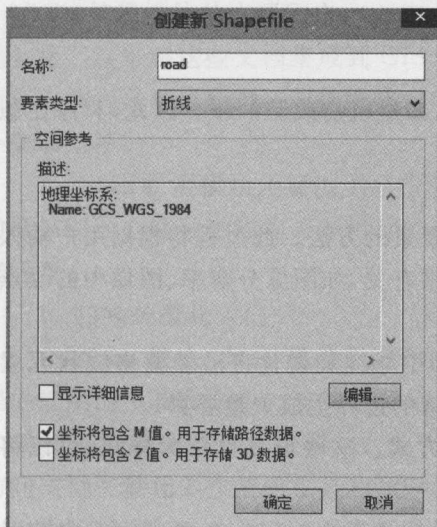 创建新 Shapefile
名称:
road
要素类型:
折线
空间参考
描述:
地理坐标系:
Name: GCS_WGS_1984
显示详细信息
编辑...
坐标将包含 M 值。用于存储路径数据。
坐标将包含 Z 值。用于存储 3D 数据。
确定
取消